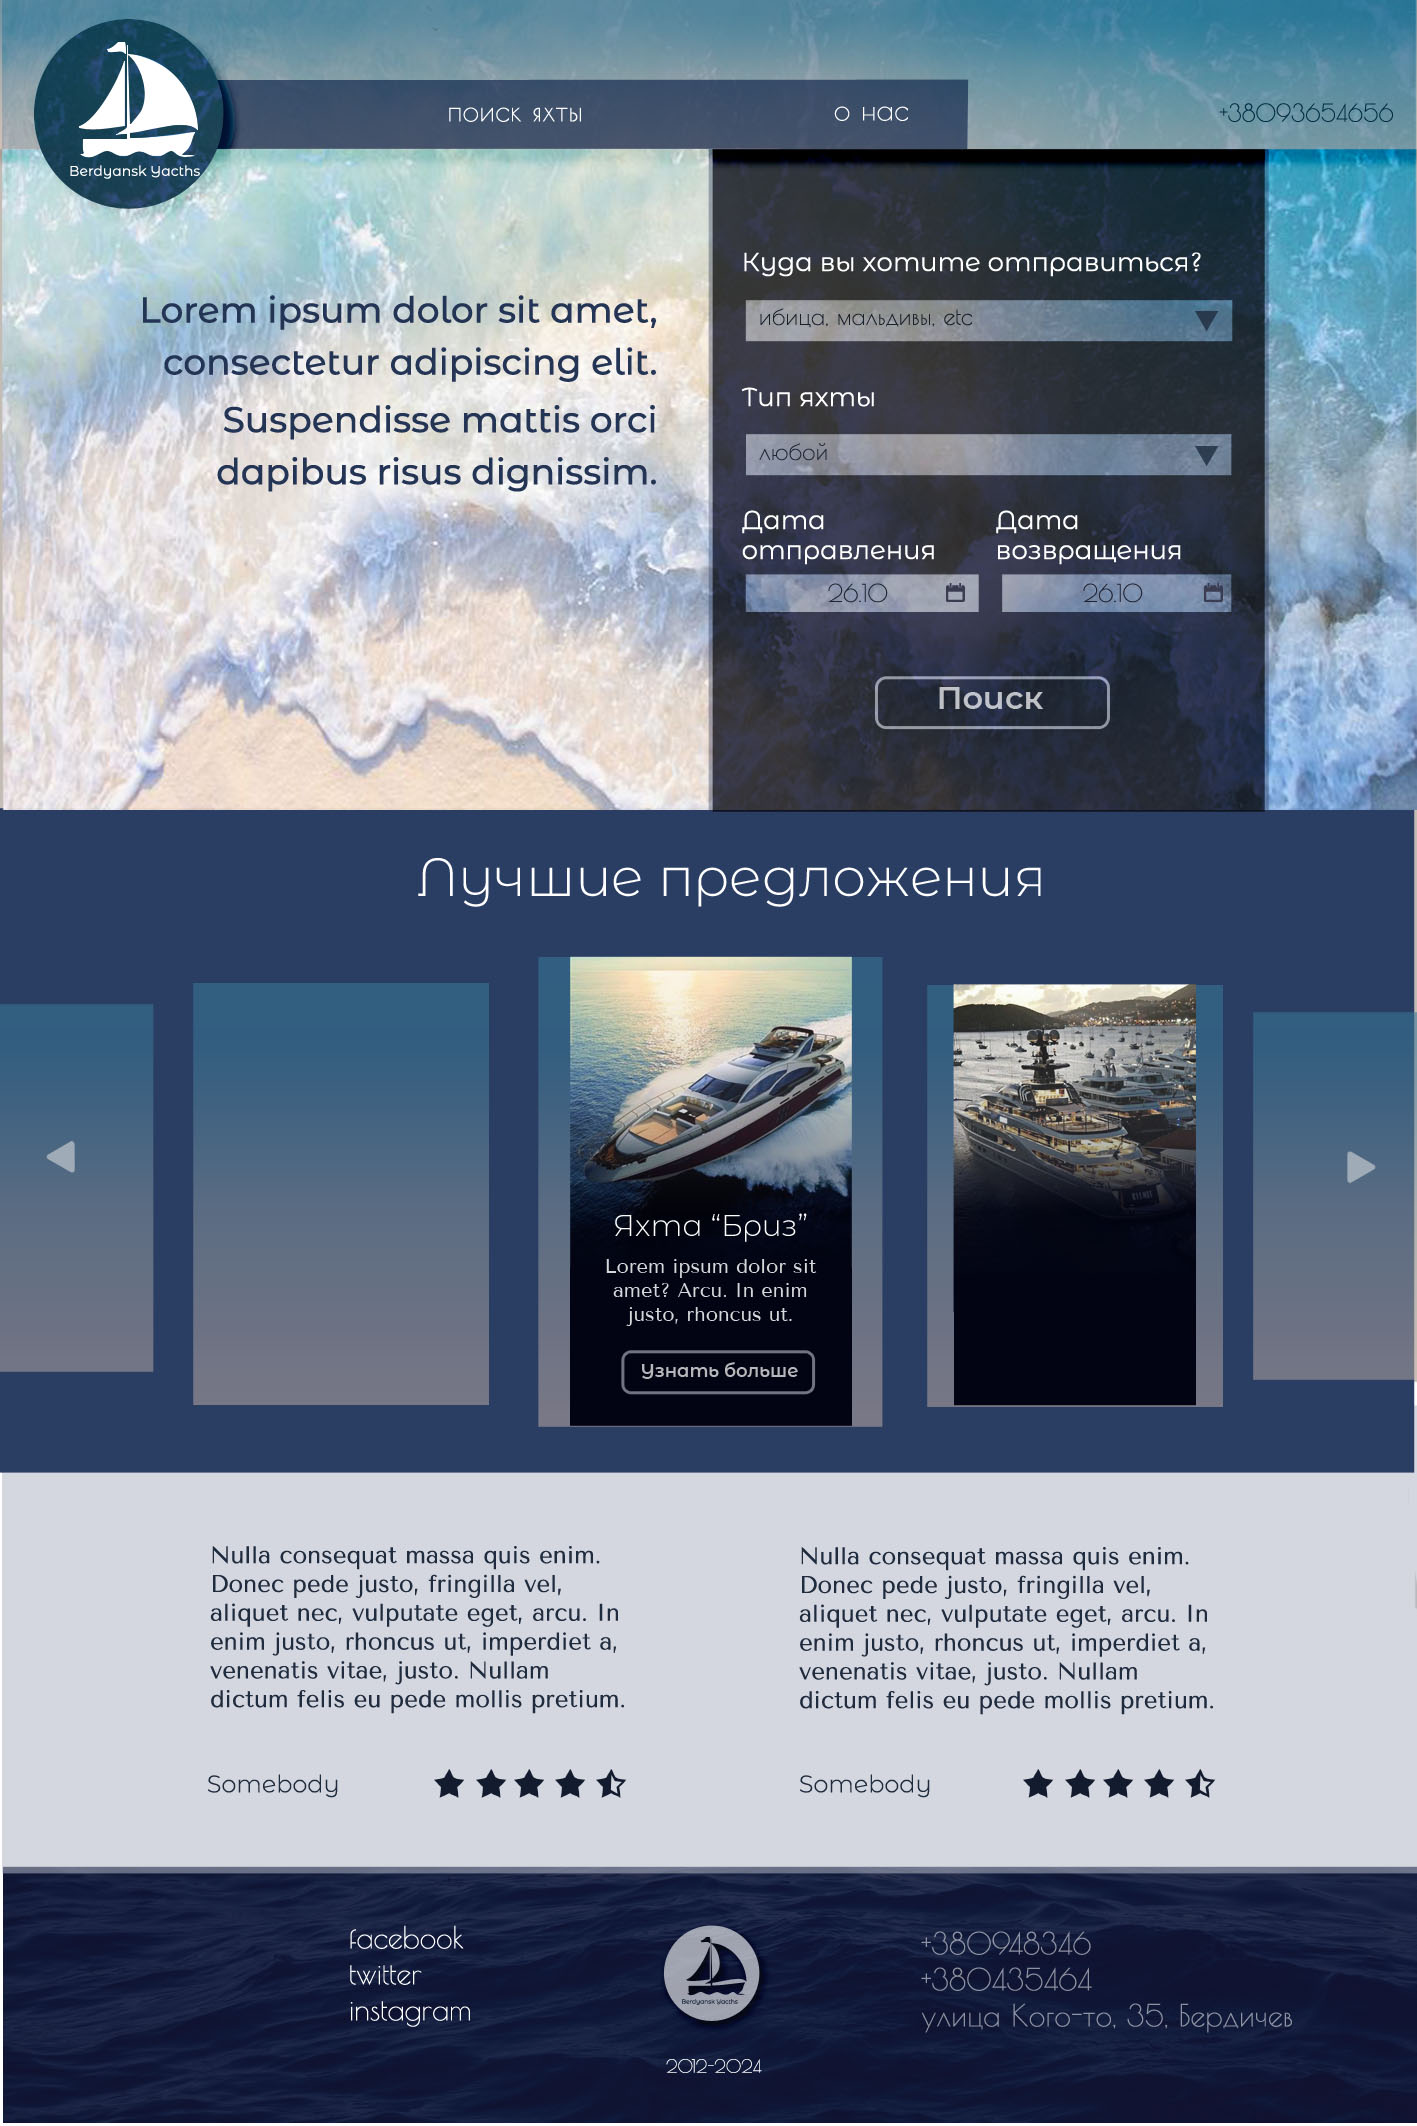 Berdyansk Yacths
ПОИСК ЯХТЫ
О НАС
+38093654656
Lorem ipsum dolor sit amet,
consectetur adipiscing elit.
Suspendisse mattis orci
dapibus risus dignissim.
Куда вы хотите отправиться?
ибица, мальдивы, etc
Тип яхты
любой
Дата
отправления
Дата
возвращения
26.10
26.10
Поиск
Лучшие предложения
Яхта “Бриз”
Lorem ipsum dolor sit
amet? Arcu. In enim
justo, rhoncus ut.
Узнать больше
Nulla consequat massa quis enim.
Donec pede justo, fringilla vel,
aliquet nec, vulputate eget, arcu. In
enim justo, rhoncus ut, imperdiet a,
venenatis vitae, justo. Nullam
dictum felis eu pede mollis pretium.
Somebody
Nulla consequat massa quis enim.
Donec pede justo, fringilla vel,
aliquet nec, vulputate eget, arcu. In
enim justo, rhoncus ut, imperdiet a,
venenatis vitae, justo. Nullam
dictum felis eu pede mollis pretium.
Somebody
facebook
twitter
instagram
Berdyansk Yacths
2012-2024
+380948346
+380435464
улица Кого-то, 35, Бердичев